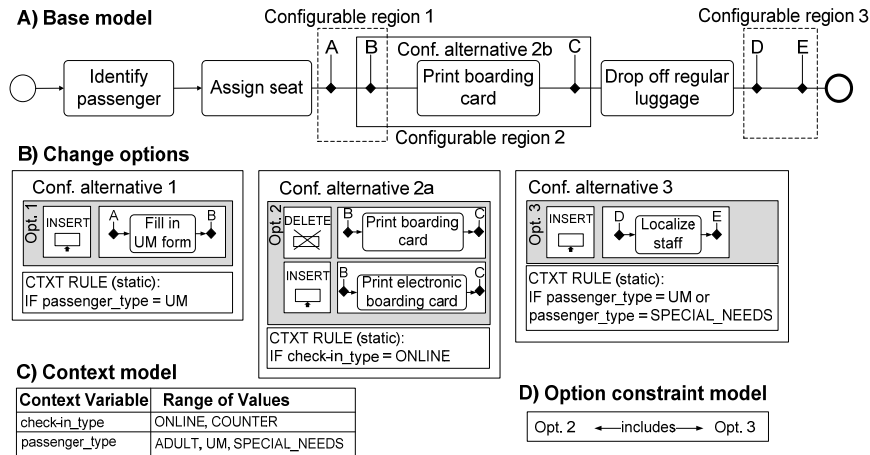 A) Base model
Configurable region 1
Configurable region 3
A
B
Conf. alternative 2b
C
D
E
Identify
passenger
Assign seat
Print boarding
card
Drop off regular
luggage
Configurable region 2
B) Change options
Conf. alternative 1
Opt. 1
INSERT
A
Fill in
UM form
B
CTXT RULE (static):
IF passenger_type = UM
Conf. alternative 2a
Opt. 2
DELETE
B
Print boarding
card
C
INSERT
B
Print electronic
boarding card
C
CTXT RULE (static):
IF check-in_type = ONLINE
Conf. alternative 3
Opt. 3
INSERT
D
Localize
staff
E
CTXT RULE (static):
IF passenger_type = UM or
passenger_type = SPECIAL_NEEDS
C) Context model
Context Variable Range of Values
check-in_type ONLINE, COUNTER
passenger_type ADULT, UM, SPECIAL_NEEDS
D) Option constraint model
Opt. 2 includes Opt. 3